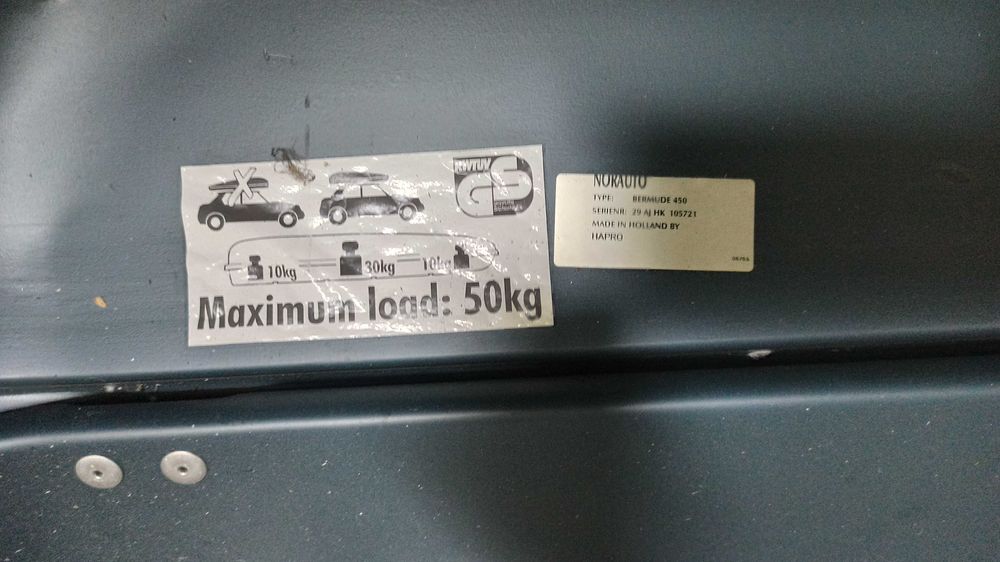 RWTÜV
GS
10kg 30kg 10kg
Maximum load: 50kg
NORAUTO
TYPE: BERMUDE 450
SERIENR: 29 AJ HK 105721
MADE IN HOLLAND BY
HAPRO